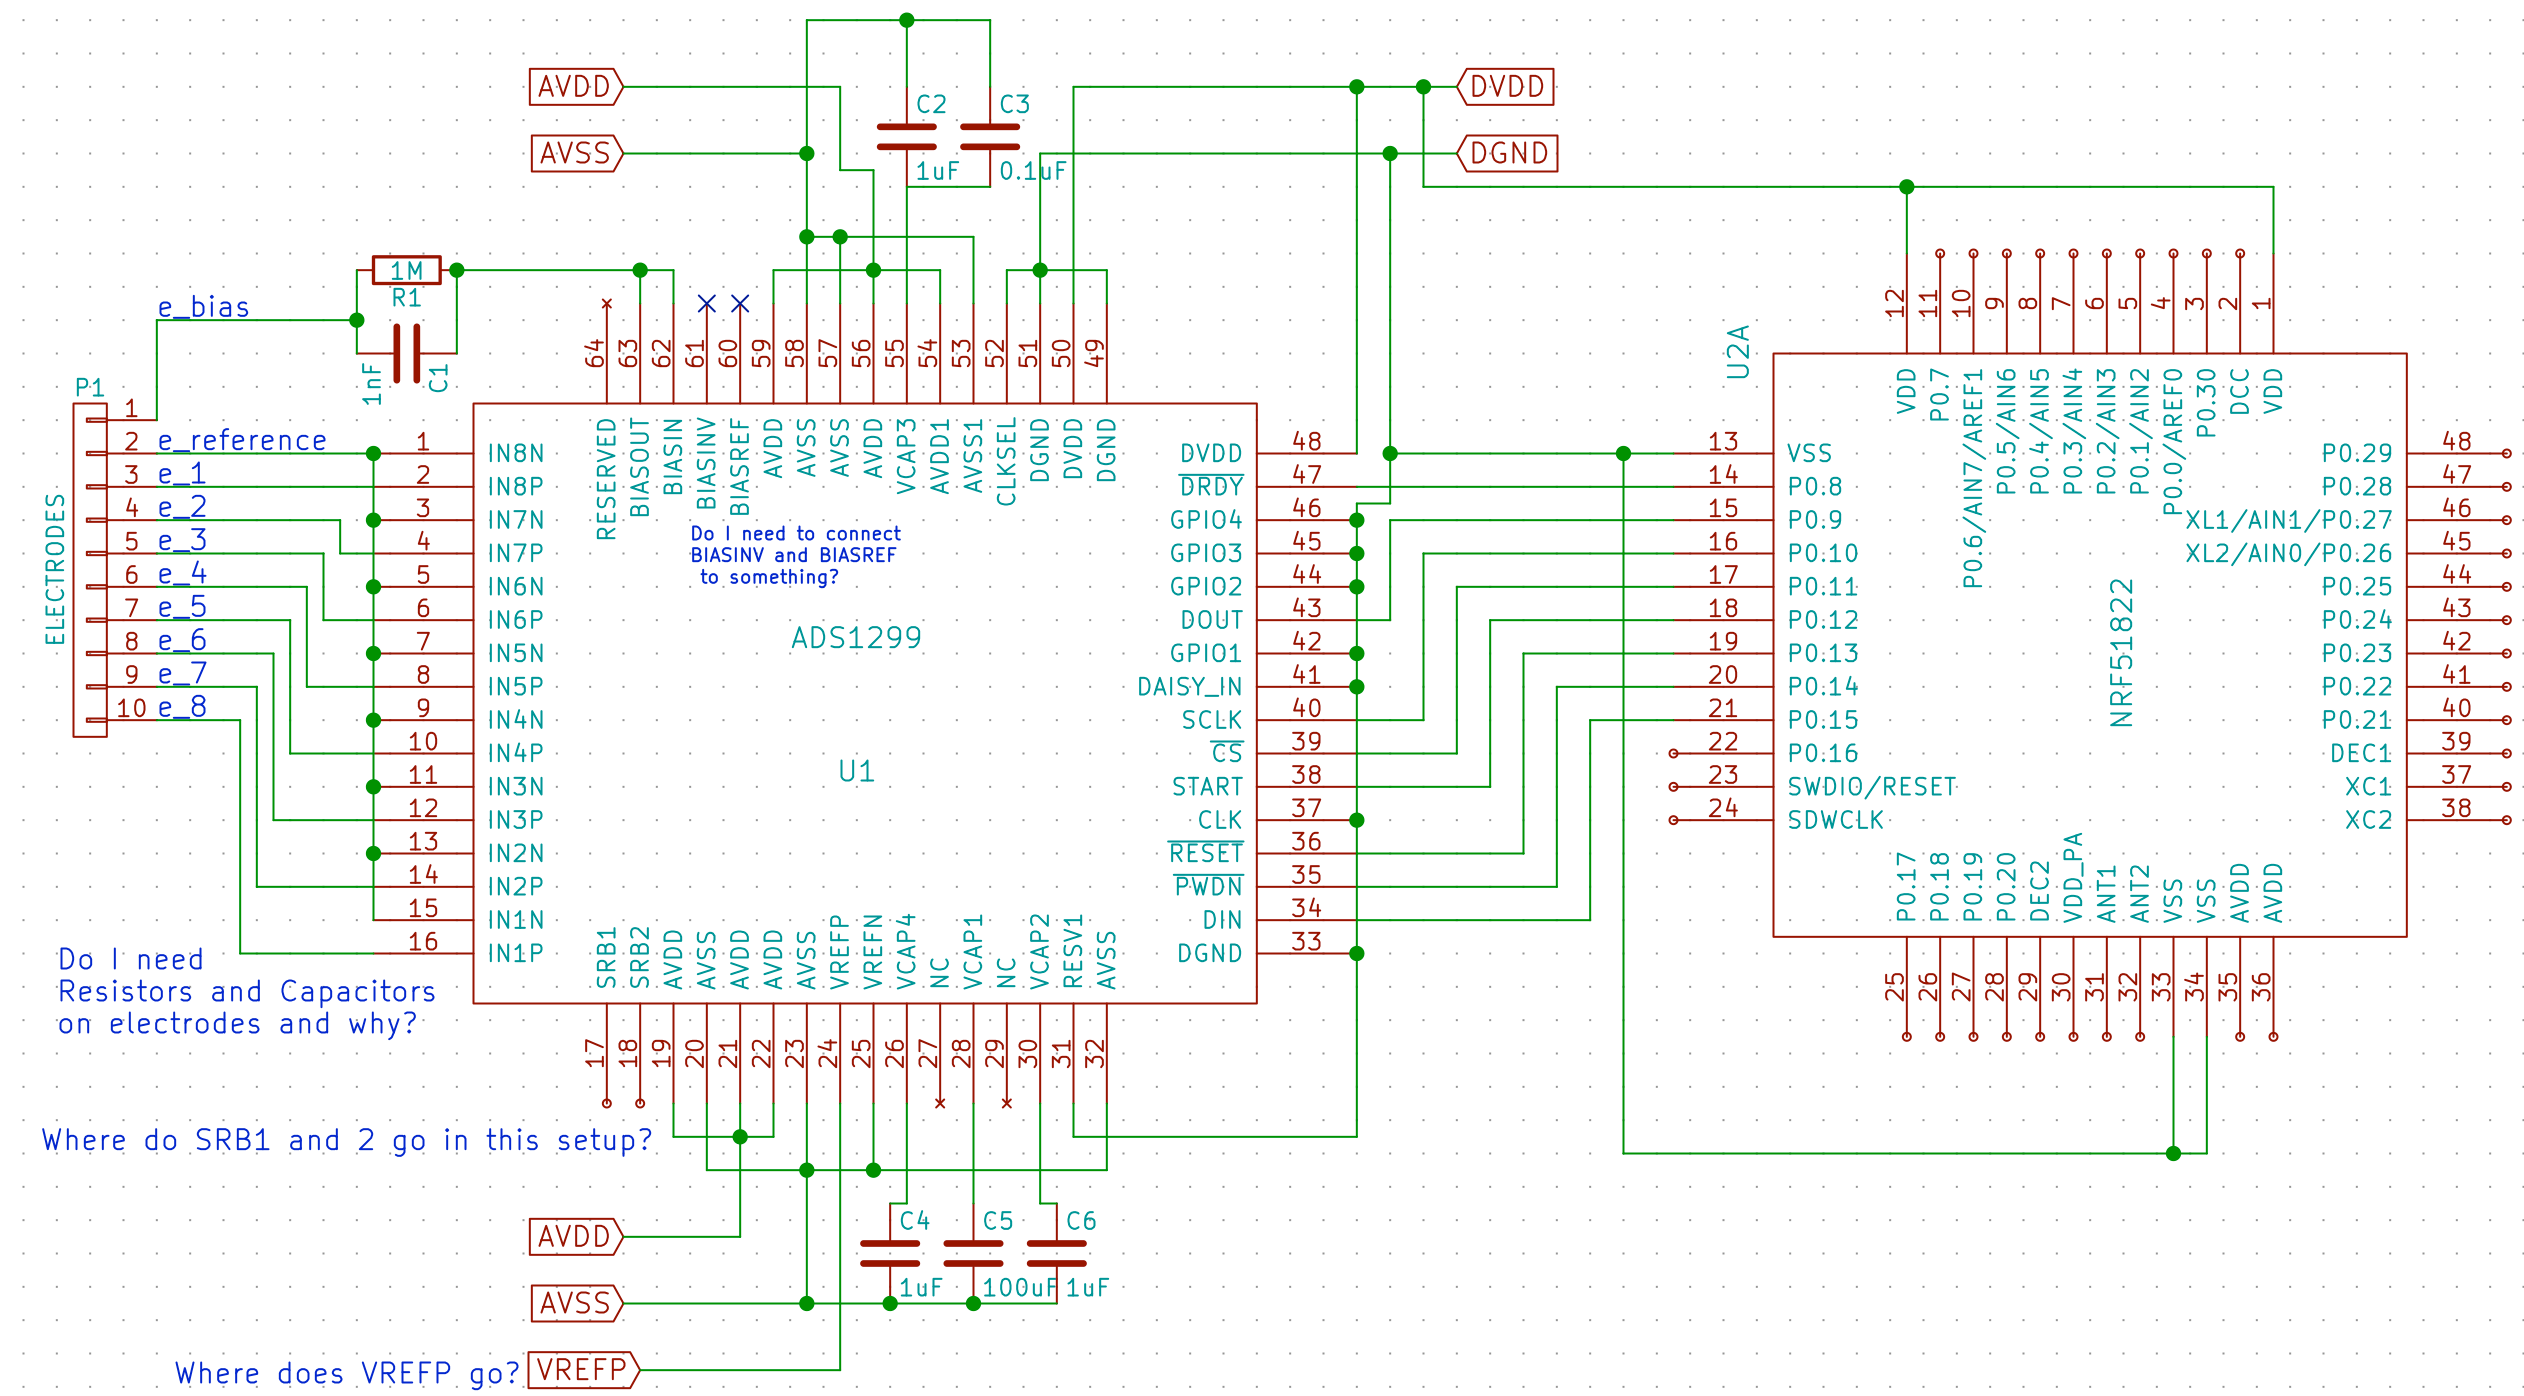 AVDD
AVSS
C2
1uF
C3
0.1uF
DVDD
DGND
1M
R1
1nF
C1
e_bias
P1
ELECTRODES
1
2
3
4
5
6
7
8
9
10
e_reference
e_1
e_2
e_3
e_4
e_5
e_6
e_7
e_8
64 63 62 61 60 59 58 57 56 55 54 53 52 51 50 49
RESERVED
BIASOUT
BIASIN
BIASINV
BIASREF
AVDD
AVSS
AVSS
AVDD
VCAP3
AVDD1
AVSS1
CLKSEL
DGND
DVDD
DGND
1 IN8N
2 IN8P
3 IN7N
4 IN7P
5 IN6N
6 IN6P
7 IN5N
8 IN5P
9 IN4N
10 IN4P
11 IN3N
12 IN3P
13 IN2N
14 IN2P
15 IN1N
16 IN1P
Do I need to connect
BIASINV and BIASREF
to something?
ADS1299
U1
DVDD 48
DRDY 47
GPIO4 46
GPIO3 45
GPIO2 44
DOUT 43
GPIO1 42
DAISY_IN 41
SCLK 40
CS 39
START 38
CLK 37
RESET 36
PWDN 35
DIN 34
DGND 33
SRB1
SRB2
AVDD
AVSS
AVDD
AVDD
AVSS
VREFP
VREFN
VCAP4
NC
VCAP1
NC
VCAP2
RESV1
AVSS
17 18 19 20 21 22 23 24 25 26 27 28 29 30 31 32
Do I need
Resistors and Capacitors
on electrodes and why?
Where do SRB1 and 2 go in this setup?
AVDD
AVSS
C4
1uF
C5
100uF
C6
1uF
Where does VREFP go?
VREFP
U2A
12 11 10 9 8 7 6 5 4 3 2 1
VDD
P0.7
P0.6/AIN7/AREF1
P0.5/AIN6
P0.4/AIN5
P0.3/AIN4
P0.2/AIN3
P0.1/AIN2
P0.0/AREF0
P0.30
DCC
VDD
13 VSS
14 P0.8
15 P0.9
16 P0.10
17 P0.11
18 P0.12
19 P0.13
20 P0.14
21 P0.15
22 P0.16
23 SWDIO/RESET
24 SDWCLK
NRF51822
P0.29 48
P0.28 47
XL1/AIN1/P0.27 46
XL2/AIN0/P0.26 45
P0.25 44
P0.24 43
P0.23 42
P0.22 41
P0.21 40
DEC1 39
XC1 37
XC2 38
P0.17
P0.18
P0.19
P0.20
DEC2
VDD_PA
ANT1
ANT2
VSS
VSS
AVDD
AVDD
25 26 27 28 29 30 31 32 33 34 35 36